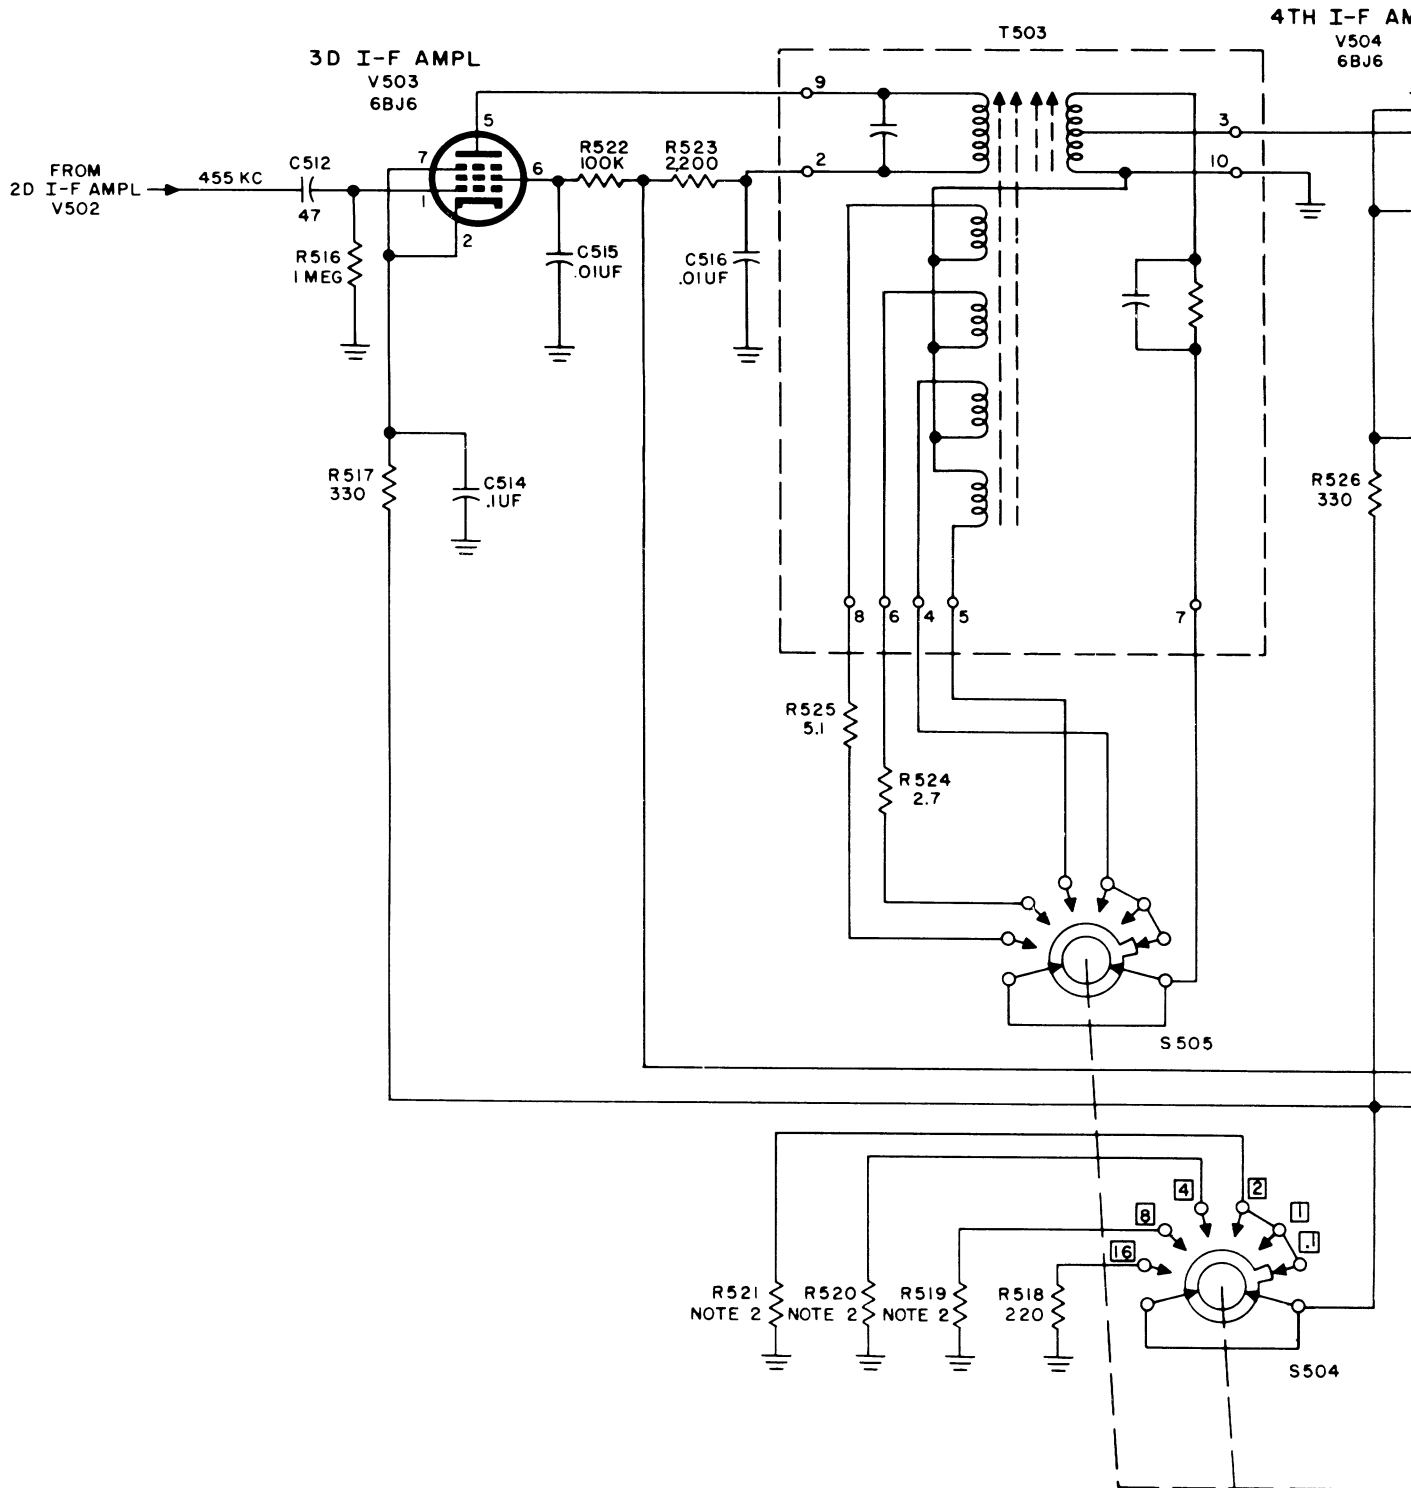 4TH I-F AM
V504
6BJ6
T503
3D I-F AMPL
V503
6BJ6
9
5
3
R522
100K
R523
2,200
7
C512
6
2
10
FROM
2D I-F AMPL
V502
455 KC
47
1
2
R516
1 MEG
C515
.01UF
C516
.01UF
R517
330
C514
.1UF
R526
330
8
6
4
5
7
R525
5.1
R524
2.7
S505
4
2
8
1
.1
16
R521
NOTE 2
R520
NOTE 2
R519
NOTE 2
R518
220
S504